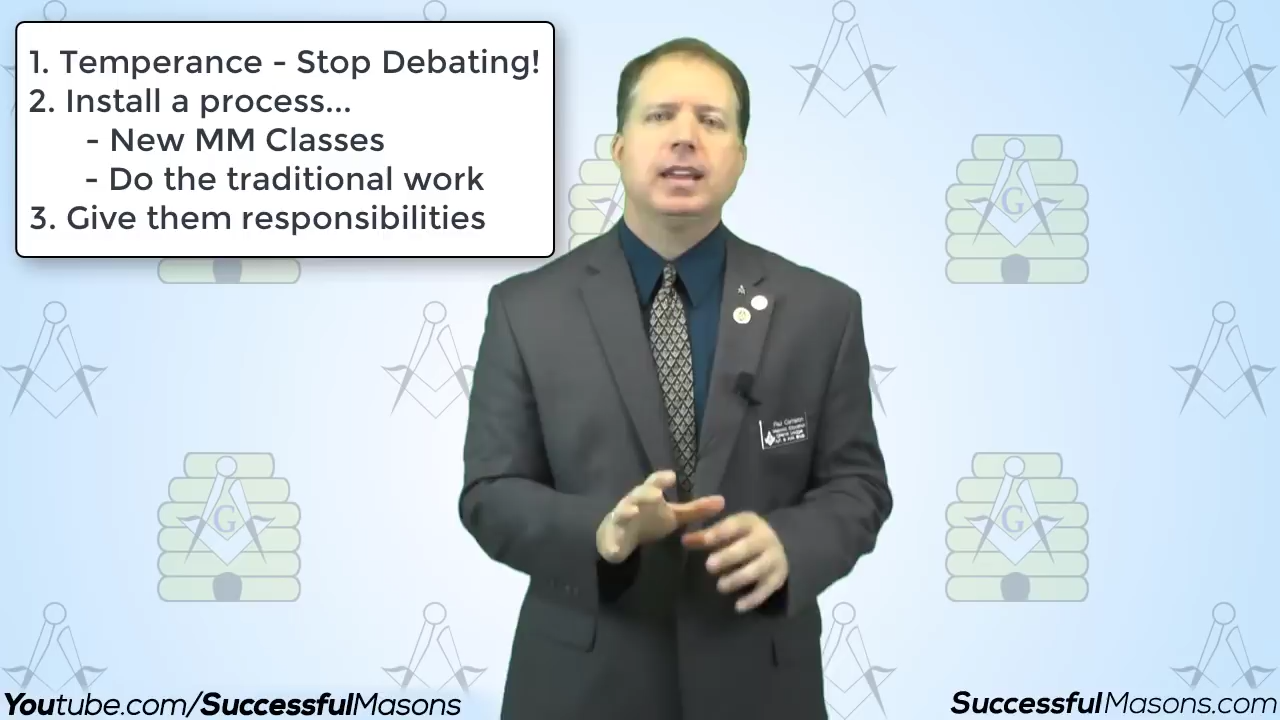 1. Temperance - Stop Debating!
2. Install a process...
- New MM Classes
- Do the traditional work
3. Give them responsibilities
G
G
G
G
Youtube.com/SuccessfulMasons
SuccessfulMasons.com